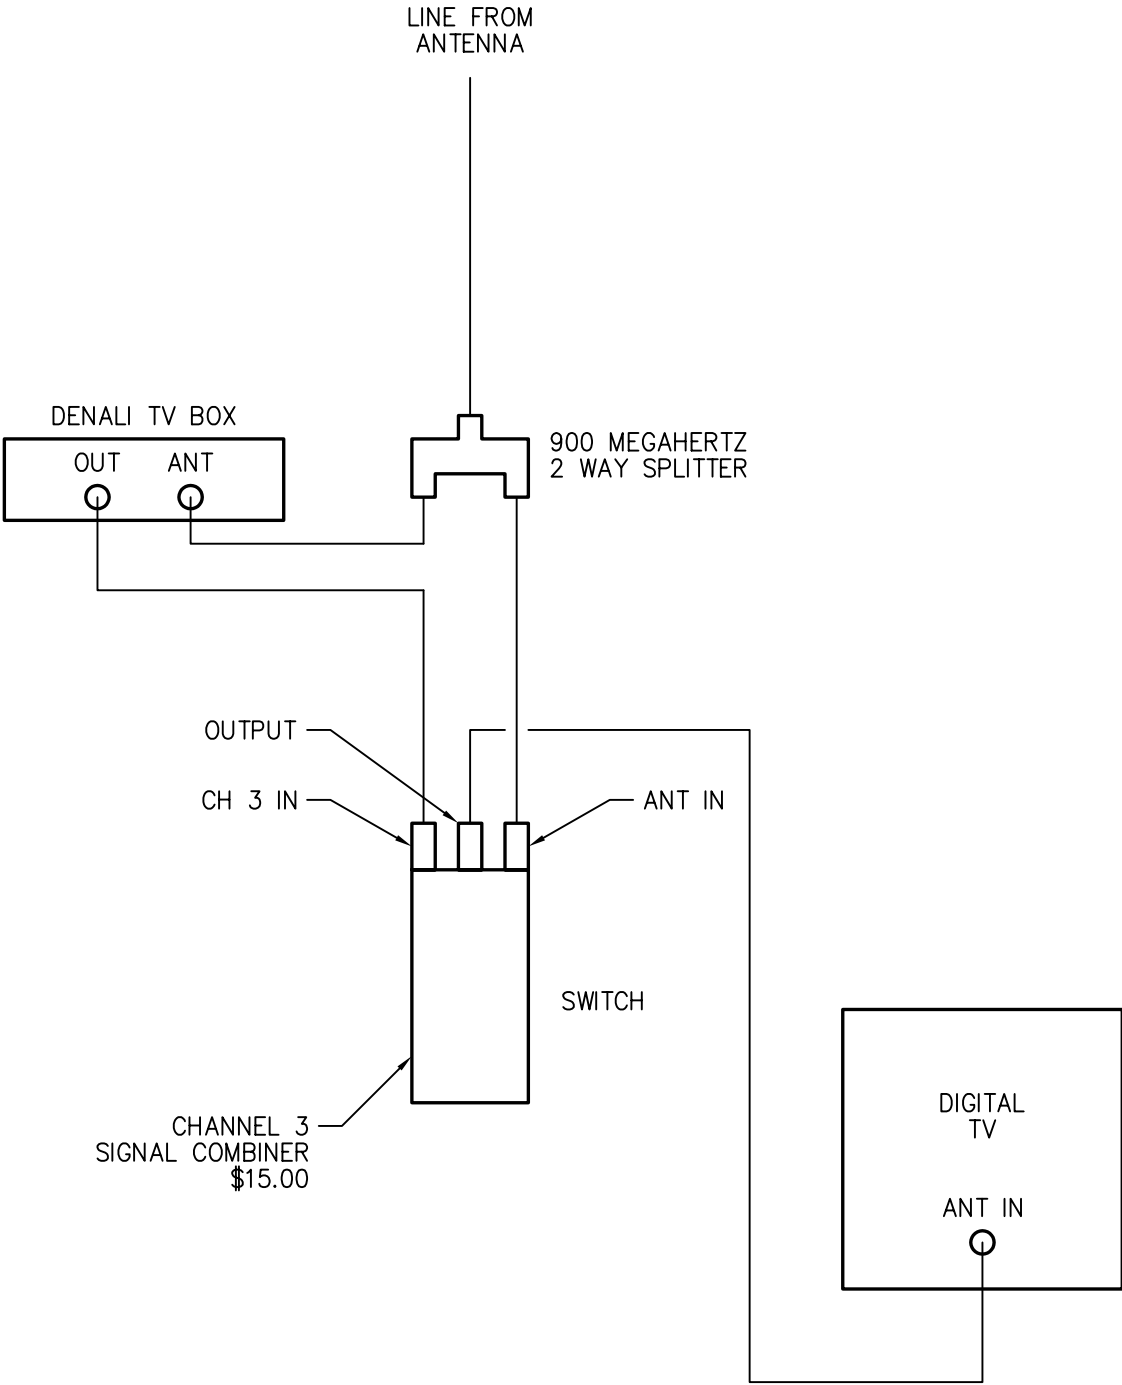 LINE FROM
ANTENNA
DENALI TV BOX
OUT ANT
900 MEGAHERTZ
2 WAY SPLITTER
OUTPUT
CH 3 IN
ANT IN
SWITCH
CHANNEL 3
SIGNAL COMBINER
$15.00
DIGITAL
TV
ANT IN